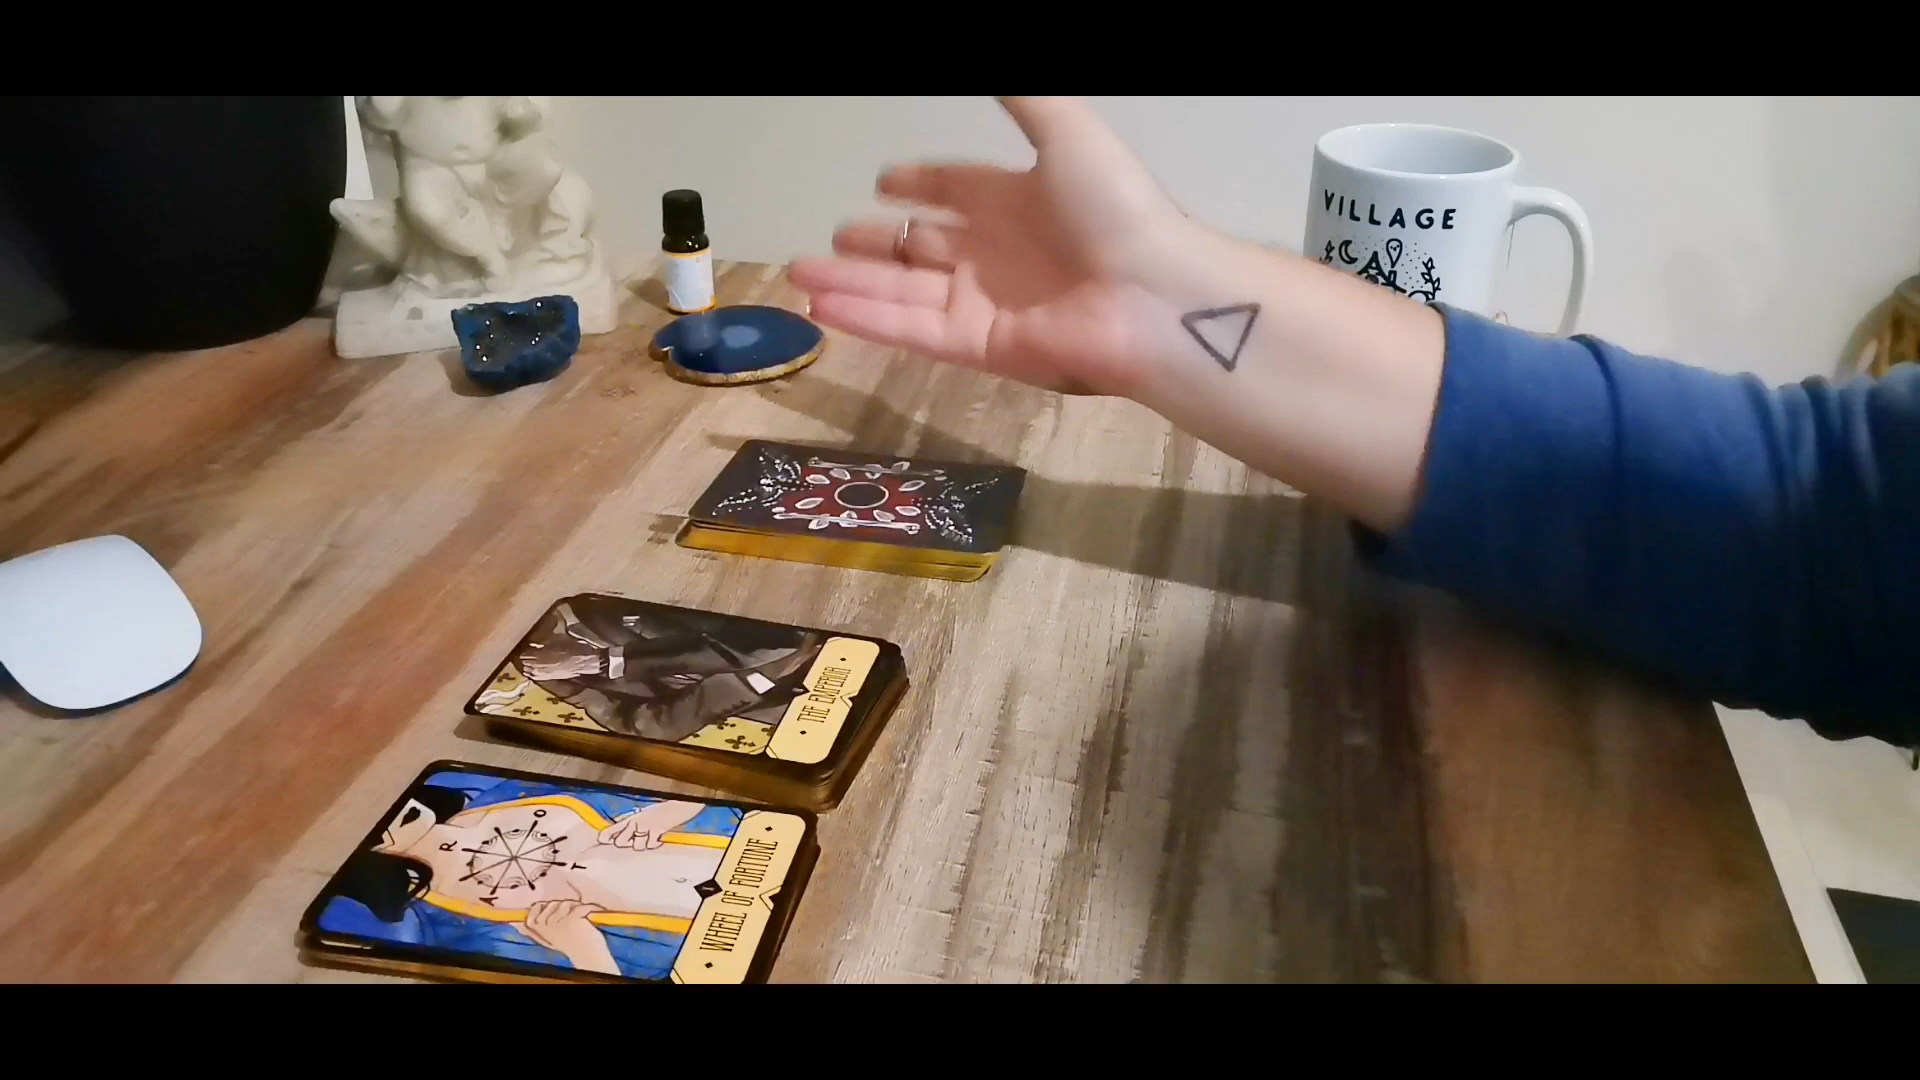 VILLAGE
THE EMPEROR
R O T A
WHEEL OF FORTUNE